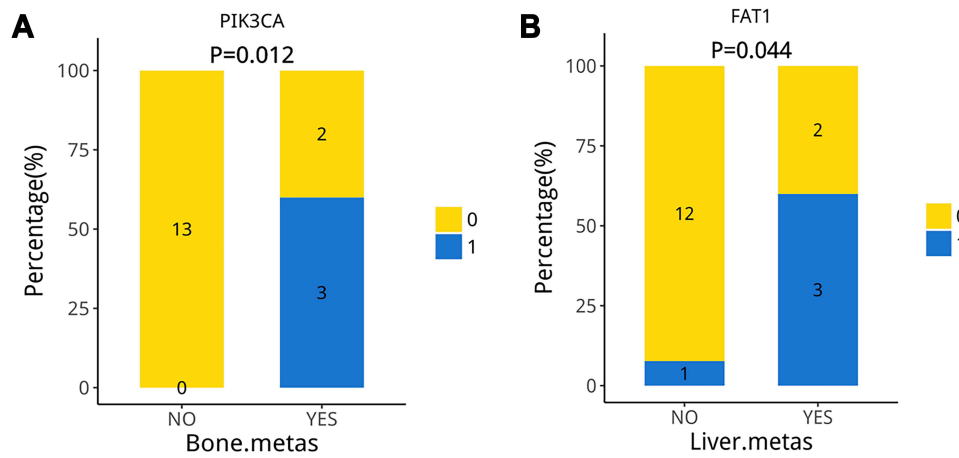 A
PIK3CA
P=0.012
Percentage(%)
100
75
50
25
0
13
0
2
3
NO
YES
Bone.metas
0
1
B
FAT1
P=0.044
Percentage(%)
100
75
50
25
0
12
1
2
3
NO
YES
Liver.metas